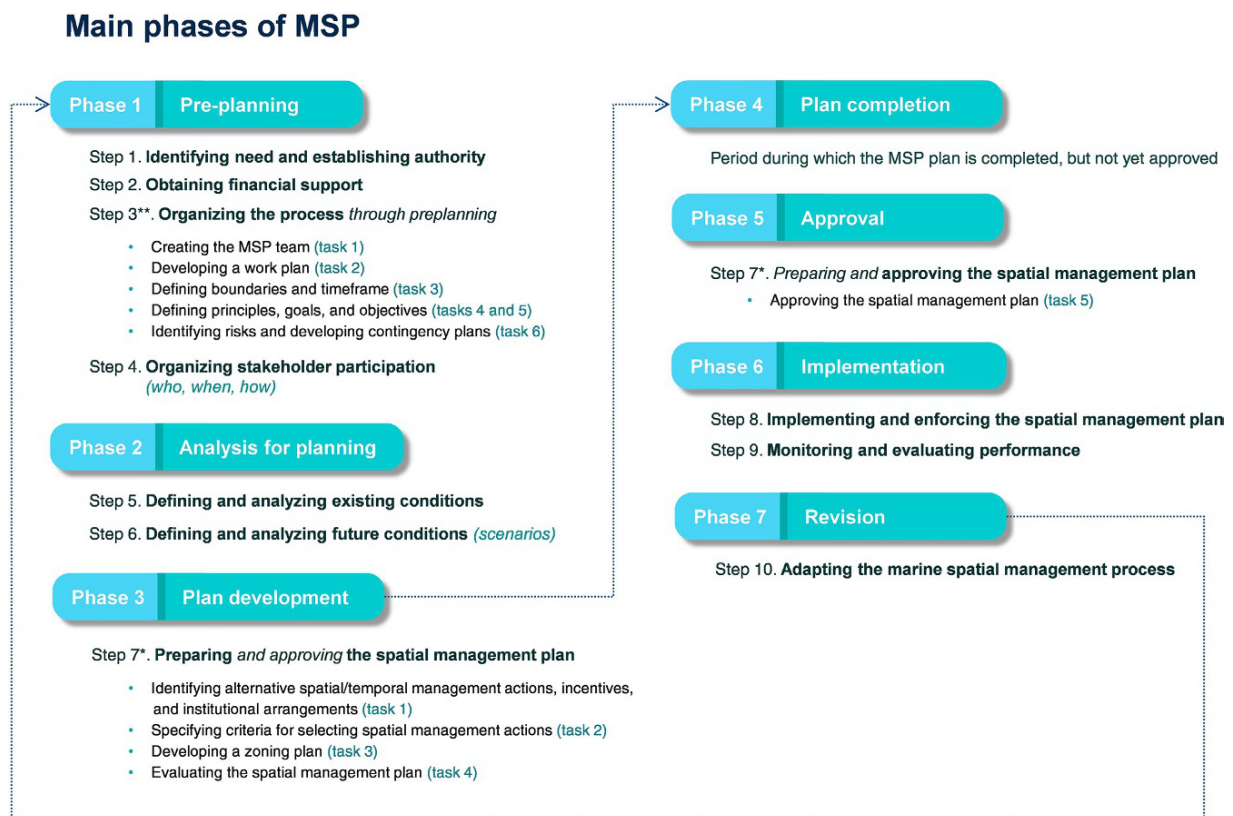 Main phases of MSP
Phase 1 Pre-planning
Step 1. Identifying need and establishing authority
Step 2. Obtaining financial support
Step 3**. Organizing the process through preplanning
• Creating the MSP team (task 1)
• Developing a work plan (task 2)
• Defining boundaries and timeframe (task 3)
• Defining principles, goals, and objectives (tasks 4 and 5)
• Identifying risks and developing contingency plans (task 6)
Step 4. Organizing stakeholder participation
(who, when, how)
Phase 2 Analysis for planning
Step 5. Defining and analyzing existing conditions
Step 6. Defining and analyzing future conditions (scenarios)
Phase 3 Plan development
Step 7*. Preparing and approving the spatial management plan
• Identifying alternative spatial/temporal management actions, incentives,
and institutional arrangements (task 1)
• Specifying criteria for selecting spatial management actions (task 2)
• Developing a zoning plan (task 3)
• Evaluating the spatial management plan (task 4)
Phase 4 Plan completion
Period during which the MSP plan is completed, but not yet approved
Phase 5 Approval
Step 7*. Preparing and approving the spatial management plan
• Approving the spatial management plan (task 5)
Phase 6 Implementation
Step 8. Implementing and enforcing the spatial management plan
Step 9. Monitoring and evaluating performance
Phase 7 Revision
Step 10. Adapting the marine spatial management process